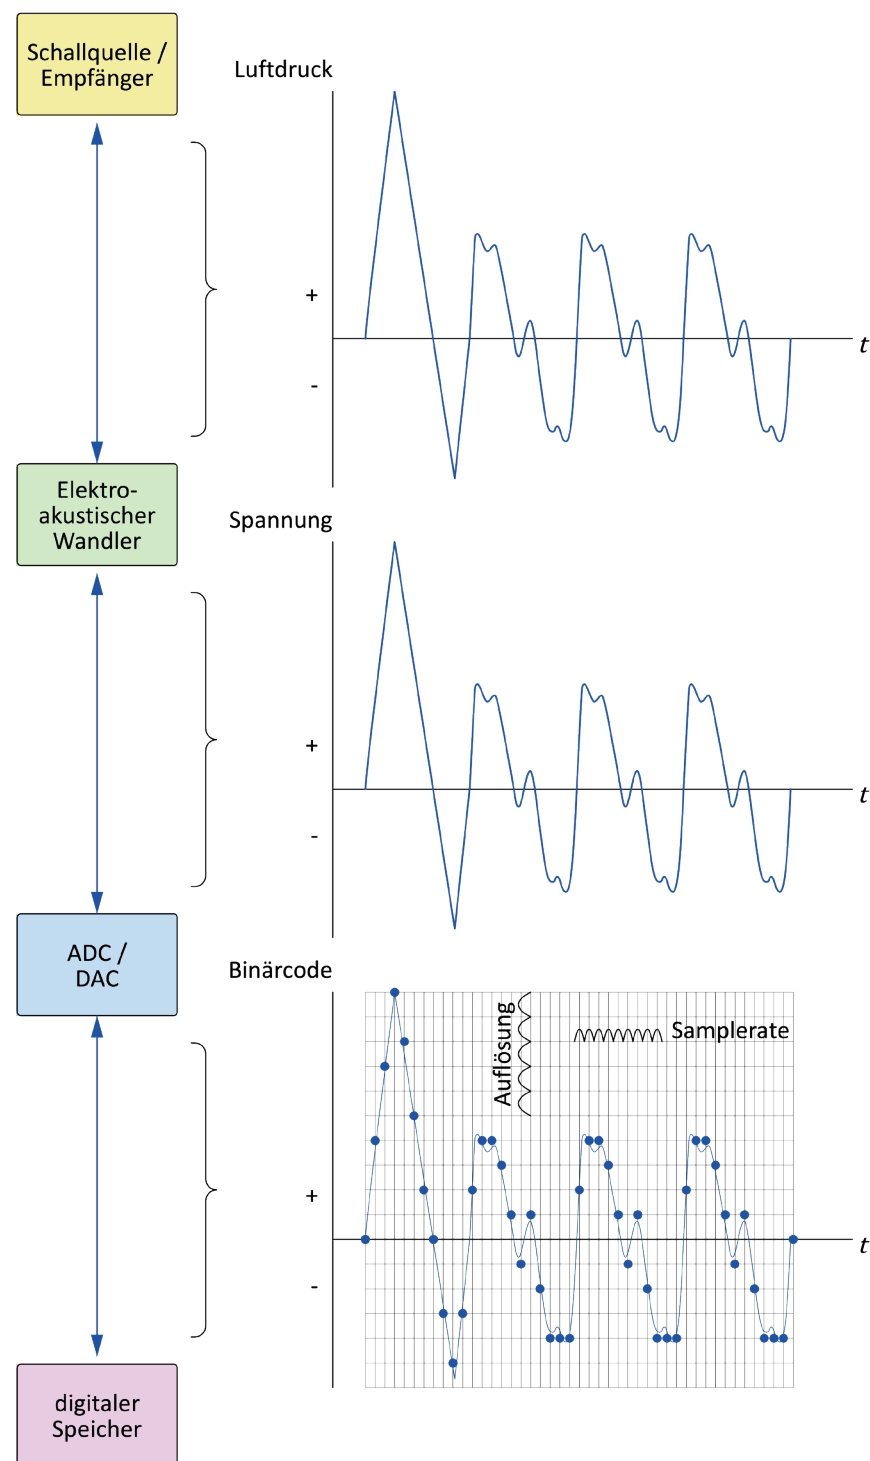 Schallquelle /
Empfänger
Luftdruck
+
-
t
Elektro-
akustischer
Wandler
Spannung
+
-
t
ADC /
DAC
Binärcode
Auflösung
Samplerate
+
-
t
digitaler
Speicher